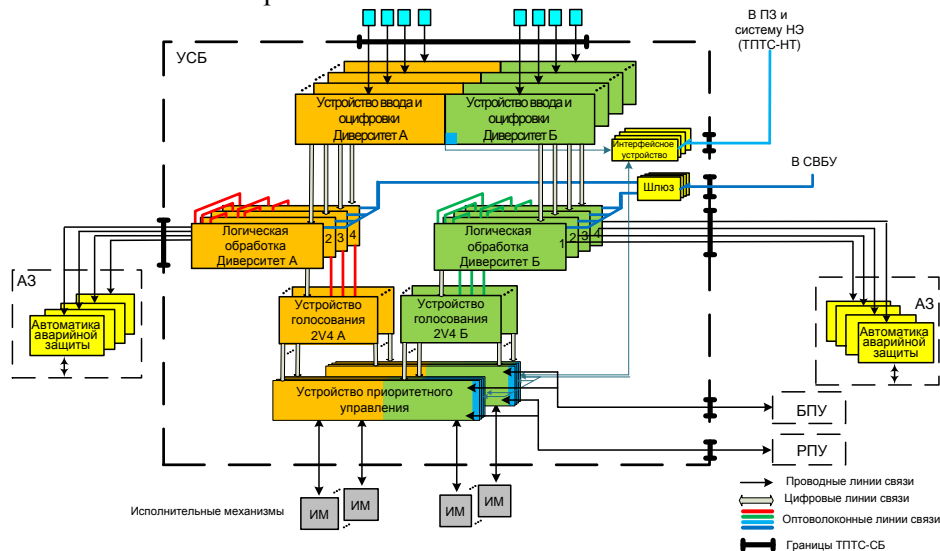 В ПЗ и
систему НЭ
(ТПТС-НТ)
УСБ
Устройство ввода и
оцифровки
Диверситет А
Устройство ввода и
оцифровки
Диверситет Б
Интерфейсное
устройство
В СВБУ
Шлюз
Логическая
обработка
Диверситет А
2
3
4
Логическая
обработка
Диверситет Б
1
2
3
4
АЗ
Автоматика
аварийной
защиты
АЗ
Автоматика
аварийной
защиты
Устройство
голосования
2V4 А
Устройство
голосования
2V4 Б
Устройство приоритетного
управления
БПУ
РПУ
Исполнительные механизмы
ИМ
ИМ
ИМ
ИМ
Проводные линии связи
Цифровые линии связи
Оптоволоконные линии связи
Границы ТПТС-СБ